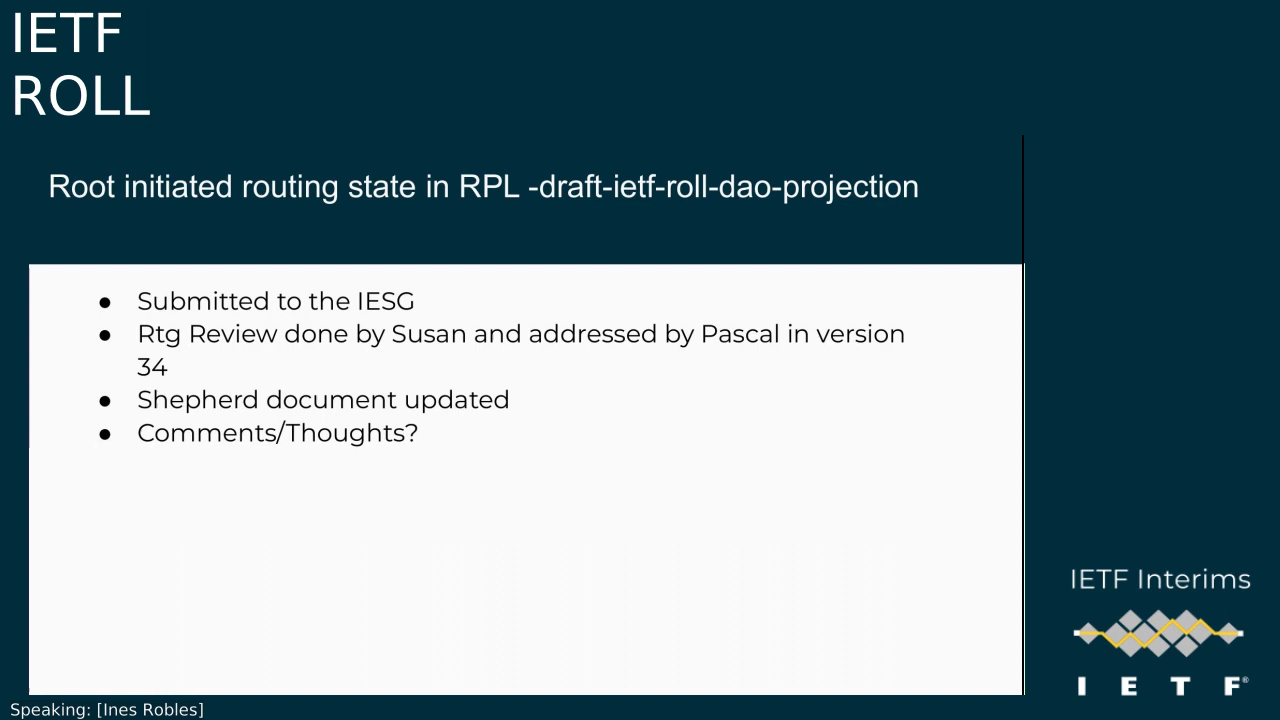 IETF
ROLL
Root initiated routing state in RPL -draft-ietf-roll-dao-projection
● Submitted to the IESG
● Rtg Review done by Susan and addressed by Pascal in version
34
● Shepherd document updated
● Comments/Thoughts?
IETF Interims
I E T F®
Speaking: [Ines Robles]